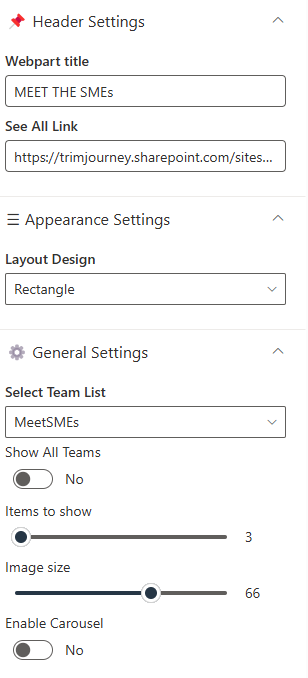 Header Settings
Webpart title
MEET THE SMEs
See All Link
https://trimjourney.sharepoint.com/sites...
Appearance Settings
Layout Design
Rectangle
General Settings
Select Team List
MeetSMEs
Show All Teams
No
Items to show
3
Image size
66
Enable Carousel
No